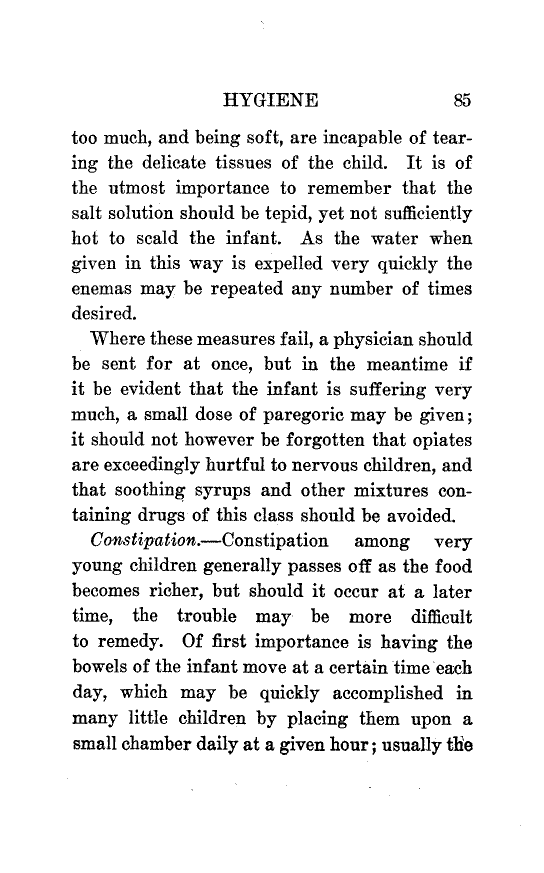 HYGIENE 85
too much, and being soft, are incapable of tear-
ing the delicate tissues of the child. It is of
the utmost importance to remember that the
salt solution should be tepid, yet not sufficiently
hot to scald the infant. As the water when
given in this way is expelled very quickly the
enemas may be repeated any number of times
desired.
Where these measures fail, a physician should
be sent for at once, but in the meantime if
it be evident that the infant is suffering very
much, a small dose of paregoric may be given;
it should not however be forgotten that opiates
are exceedingly hurtful to nervous children, and
that soothing syrups and other mixtures con-
taining drugs of this class should be avoided.
Constipation.—Constipation among very
young children generally passes off as the food
becomes richer, but should it occur at a later
time, the trouble may be more difficult
to remedy. Of first importance is having the
bowels of the infant move at a certain time each
day, which may be quickly accomplished in
many little children by placing them upon a
small chamber daily at a given hour; usually the